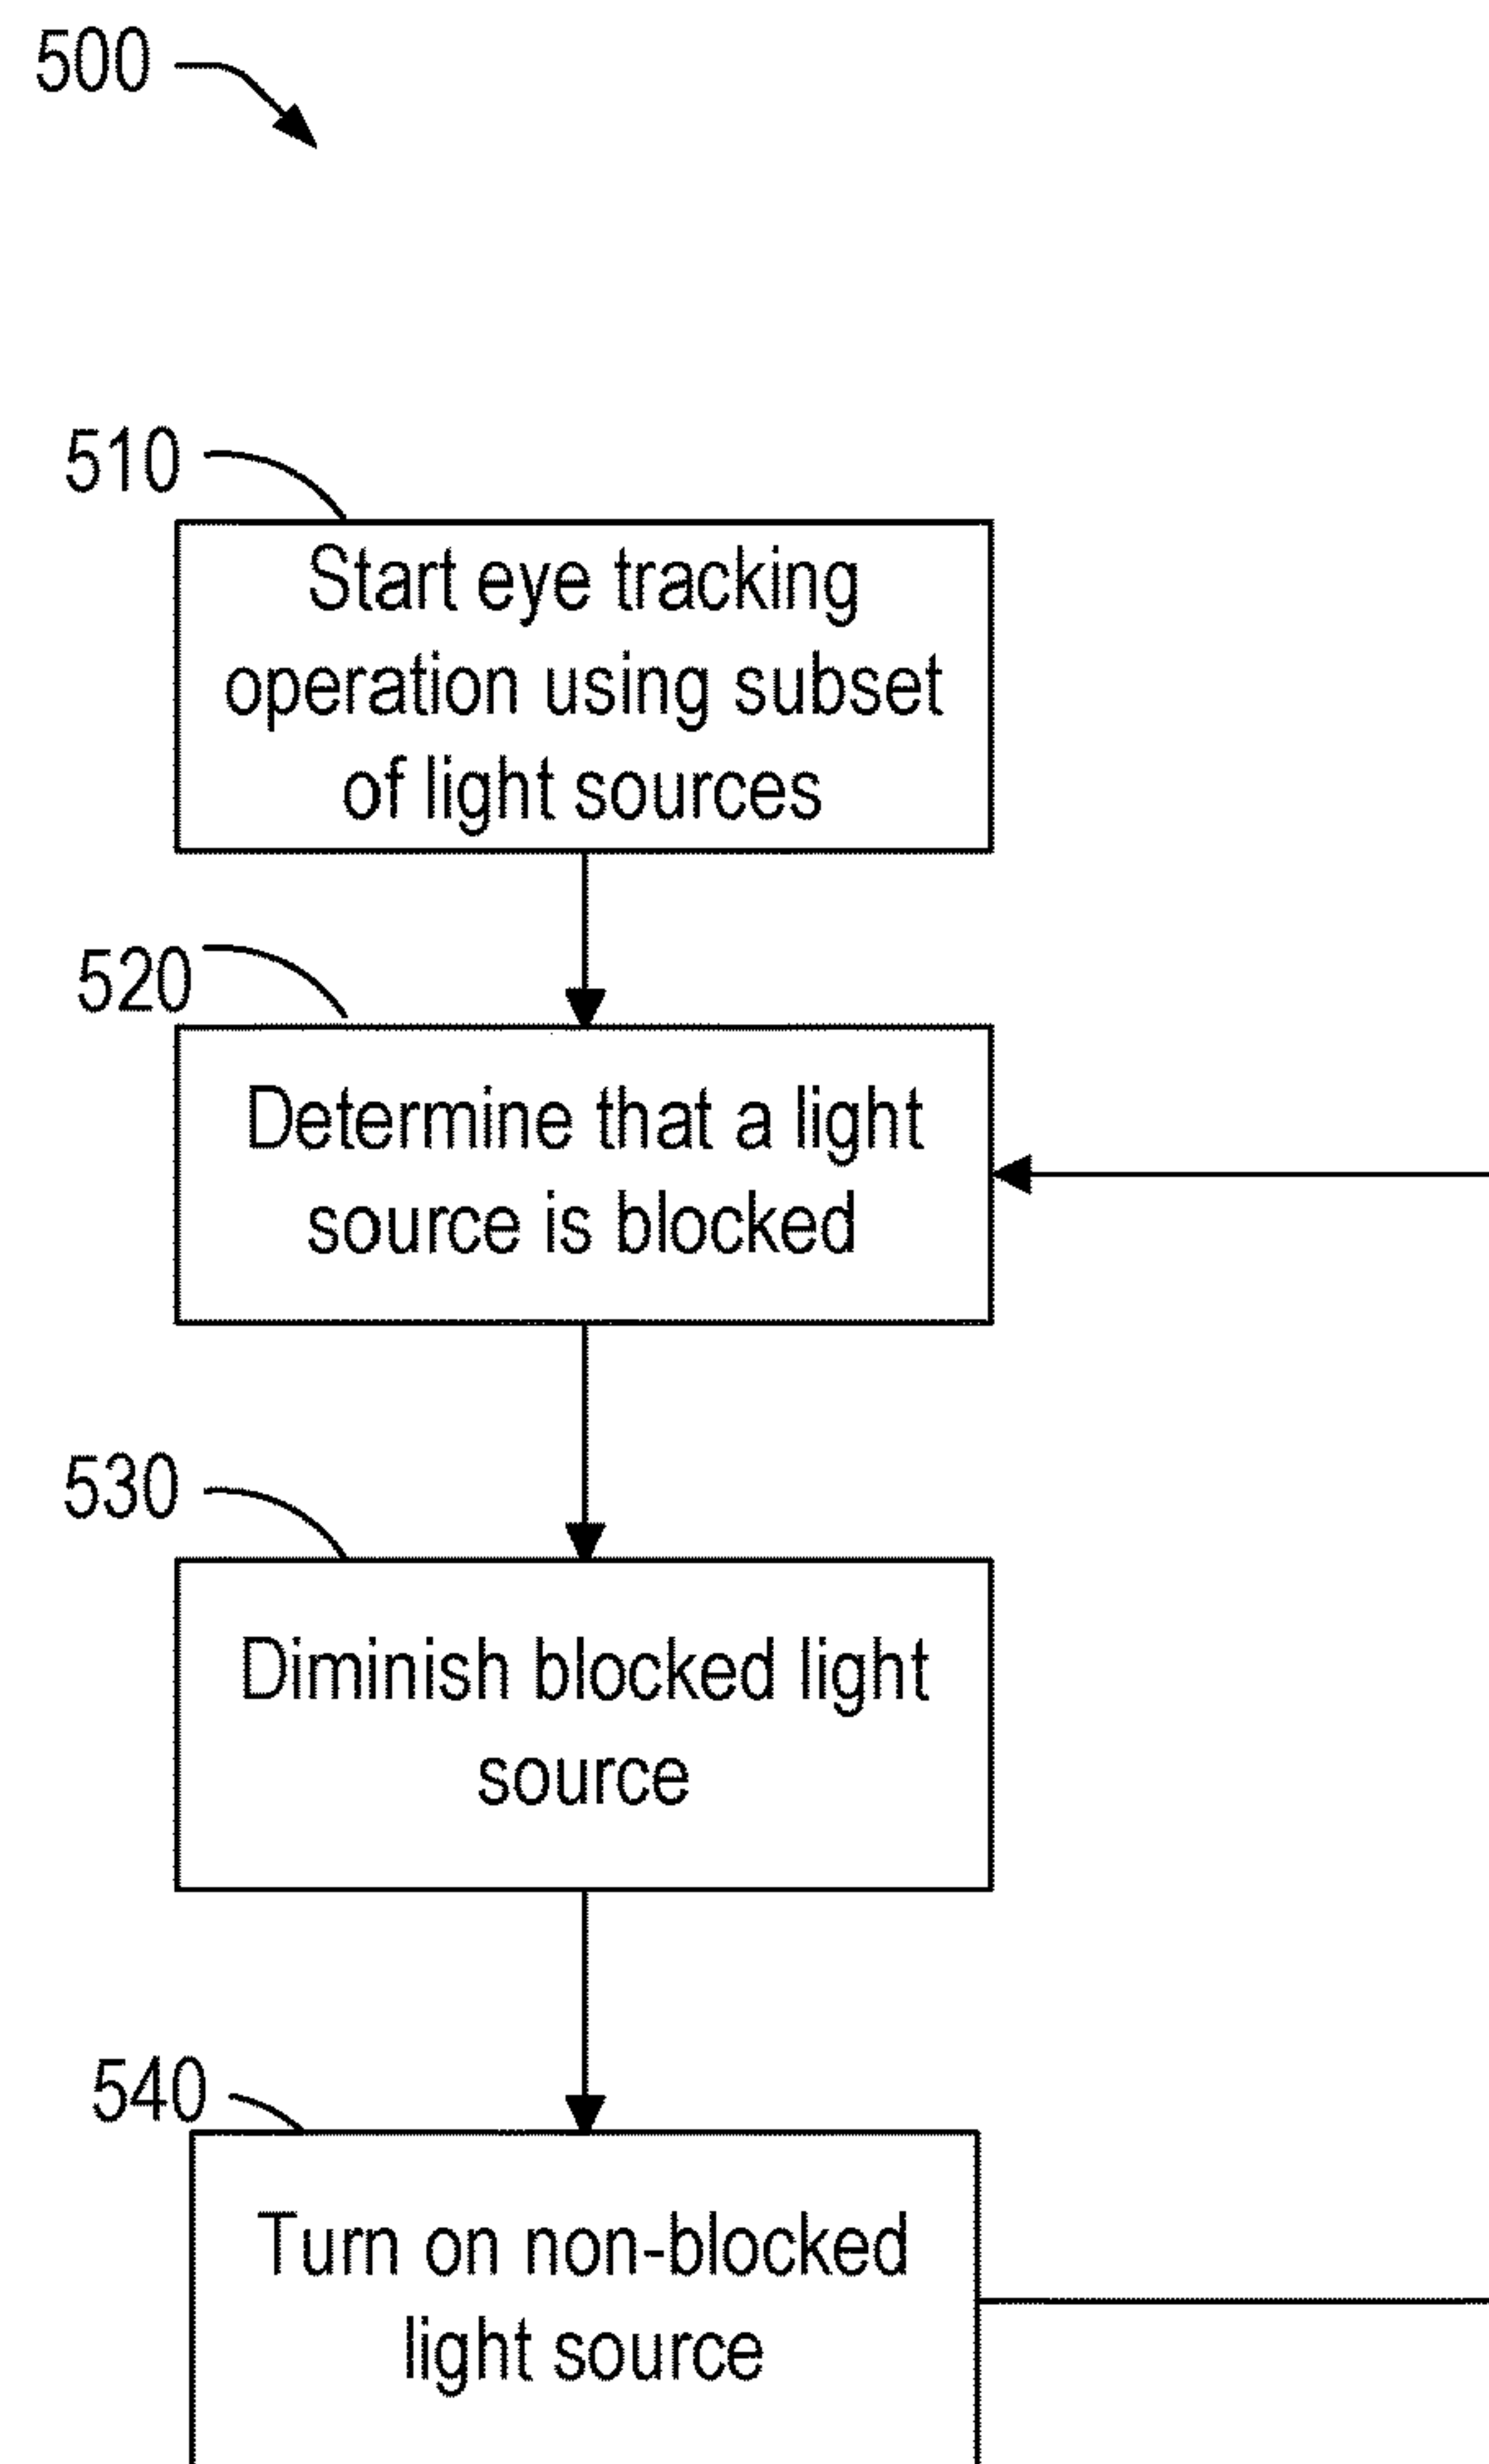 500
510
Start eye tracking
operation using subset
of light sources
520
Determine that a light
source is blocked
530
Diminish blocked light
source
540
Turn on non-blocked
light source